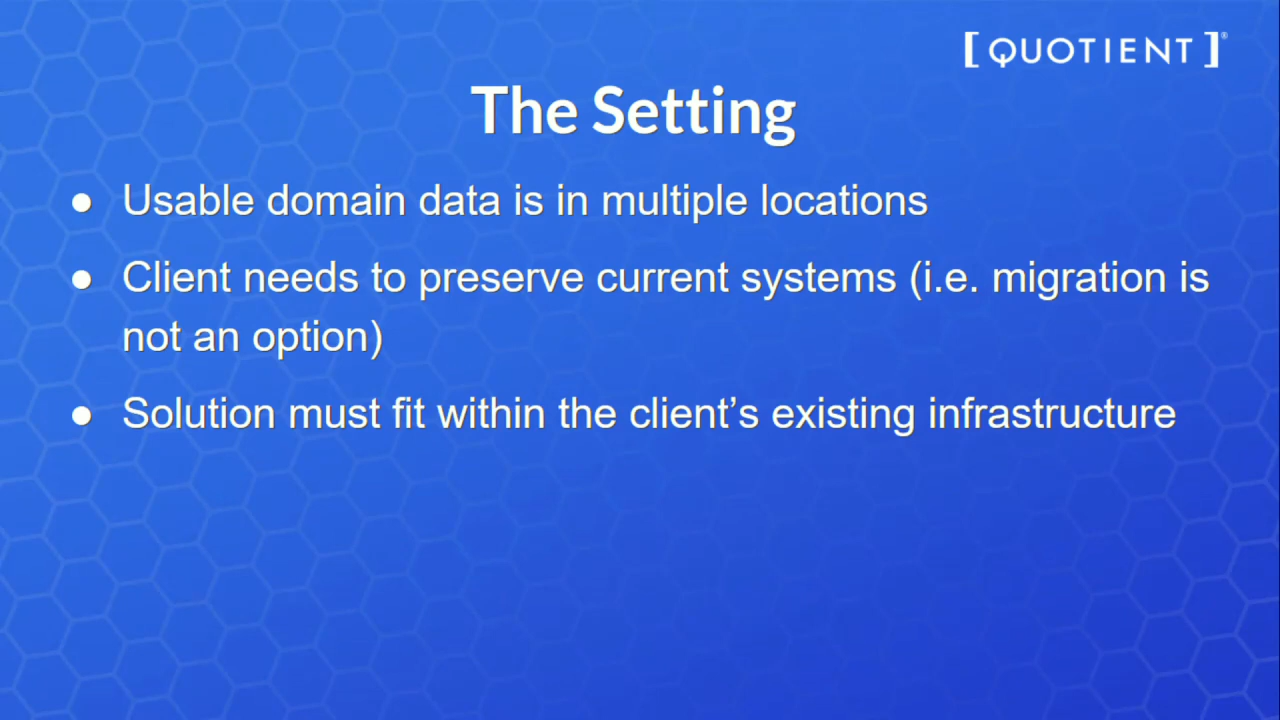 [ QUOTIENT ]®
The Setting
● Usable domain data is in multiple locations
● Client needs to preserve current systems (i.e. migration is
not an option)
● Solution must fit within the client’s existing infrastructure